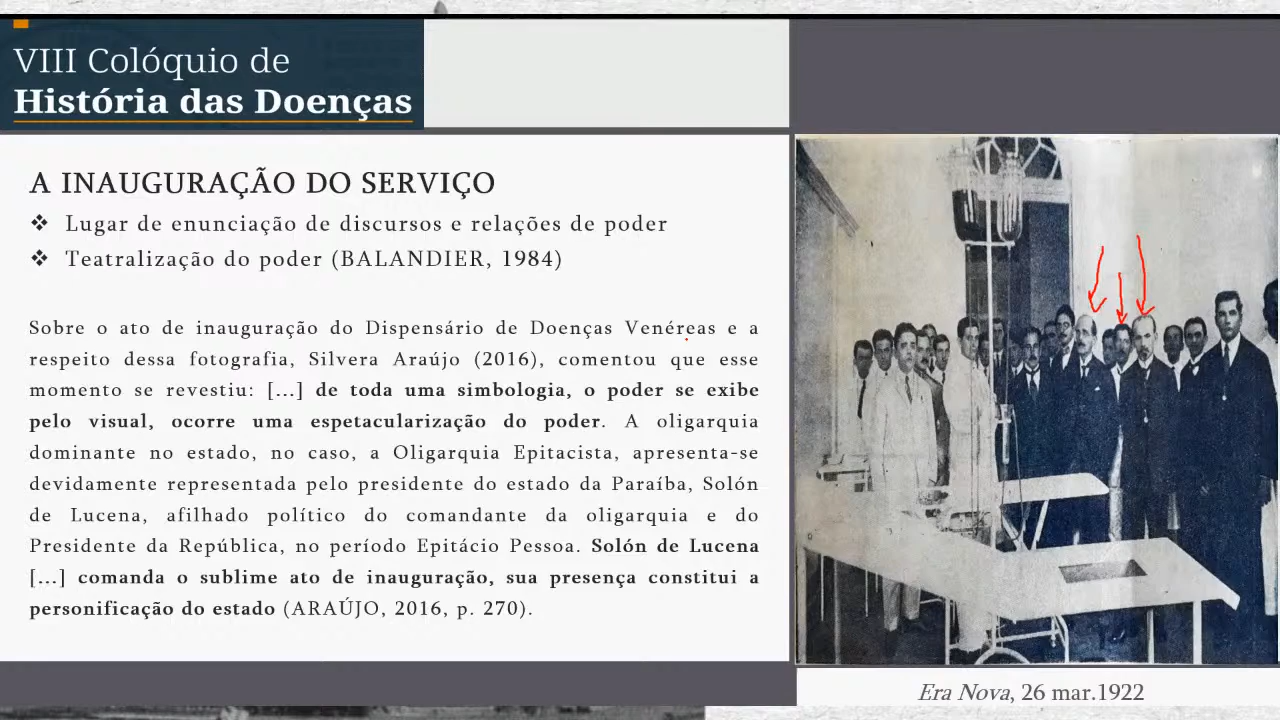 VIII Colóquio de
História das Doenças
A INAUGURAÇÃO DO SERVIÇO
❖ Lugar de enunciação de discursos e relações de poder
❖ Teatralização do poder (BALANDIER, 1984)
Sobre o ato de inauguração do Dispensário de Doenças Venéreas e a
respeito dessa fotografia, Silvera Araújo (2016), comentou que esse
momento se revestiu: [...] de toda uma simbologia, o poder se exibe
pelo visual, ocorre uma espetacularização do poder. A oligarquia
dominante no estado, no caso, a Oligarquia Epitacista, apresenta-se
devidamente representada pelo presidente do estado da Paraíba, Solón
de Lucena, afilhado político do comandante da oligarquia e do
Presidente da República, no período Epitácio Pessoa. Solón de Lucena
[...] comanda o sublime ato de inauguração, sua presença constitui a
personificação do estado (ARAÚJO, 2016, p. 270).
Era Nova, 26 mar.1922